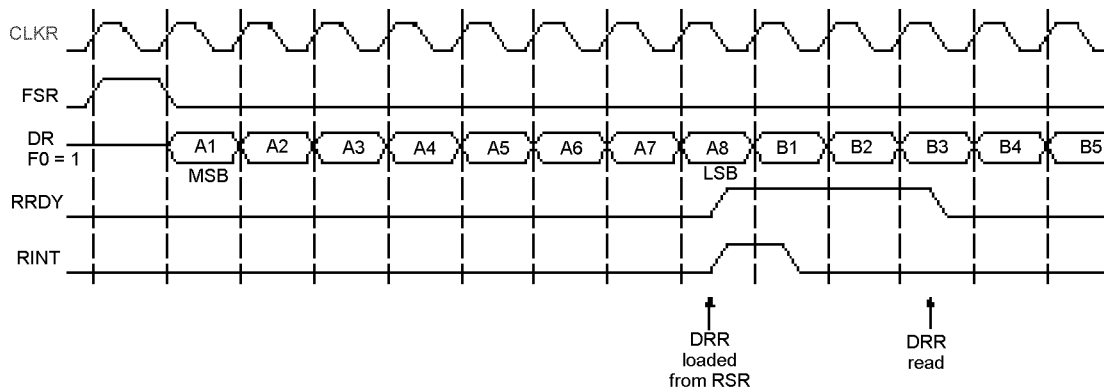 CLKR
FSR
DR
F0 = 1
A1 A2 A3 A4 A5 A6 A7 A8 B1 B2 B3 B4 B5
MSB
LSB
RRDY
RINT
DRR
loaded
from RSR
DRR
read